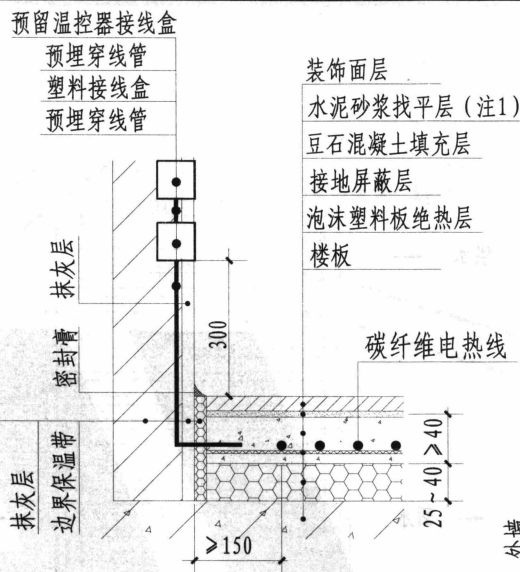 预留温控器接线盒
预埋穿线管
塑料接线盒
预埋穿线管
装饰面层
水泥砂浆找平层（注1）
豆石混凝土填充层
接地屏蔽层
泡沫塑料板绝热层
楼板
抹灰层
300
密封膏
碳纤维电热线
抹灰层
边界保温带
≥40
25~40
≥150
外墙